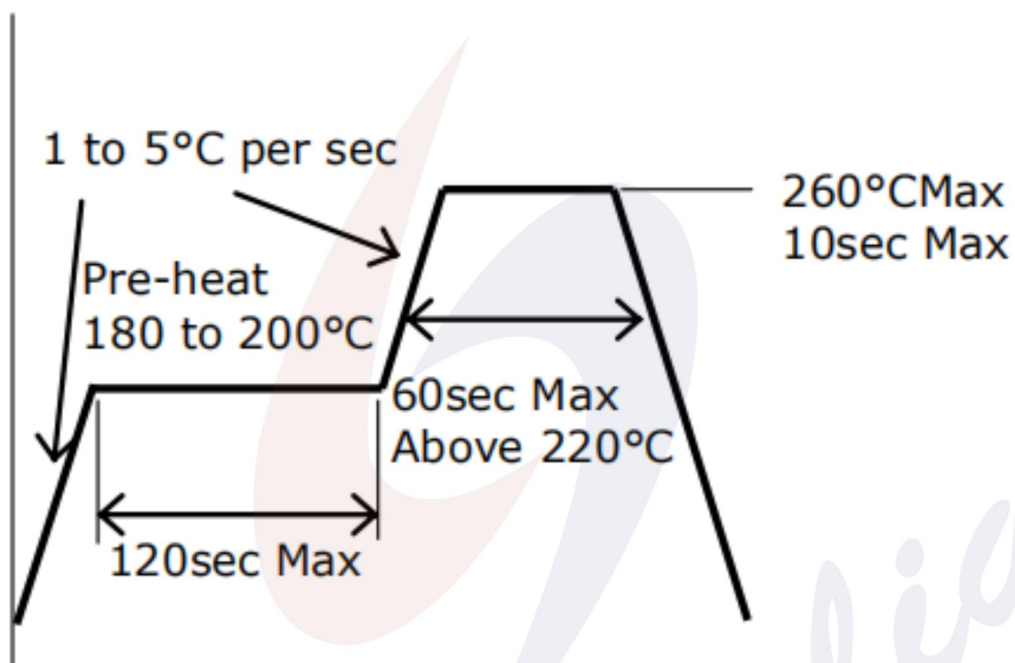 1 to 5°C per sec
260°CMax
10sec Max
Pre-heat
180 to 200°C
60sec Max
Above 220°C
120sec Max